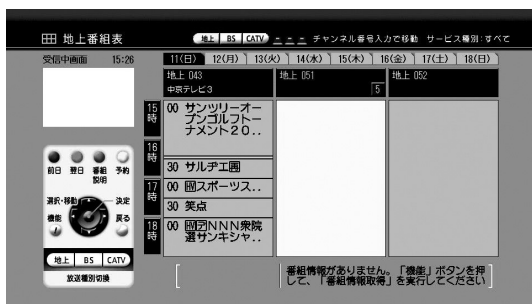 地上番組表
地上 BS CATV
_ _ _ チャンネル番号入力で移動 サービス種別:すべて
受信中画面 15:26
11(日) 12(月) 13(火) 14(水) 15(木) 16(金) 17(土) 18(日)
地上 043 地上 051 地上 052
中京テレビ3
5
15時
00 サンツリーオー
プンゴルフトー
ナメント20..
16時
30 サルヂエ
17時
00 スポーツス..
30 笑点
18時
00 NNN衆院
選サンキシャ..
前日 翌日 番組説明 予約
選択・移動 決定
機能 戻る
地上 BS CATV
放送種別切換
番組情報がありません。「機能」ボタンを押
して、「番組情報取得」を実行してください